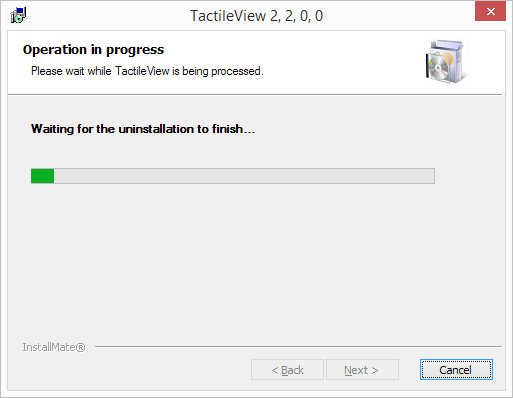 TactileView 2, 2, 0, 0
Operation in progress
Please wait while TactileView is being processed.
Waiting for the uninstallation to finish...
InstallMate®
< Back Next > Cancel